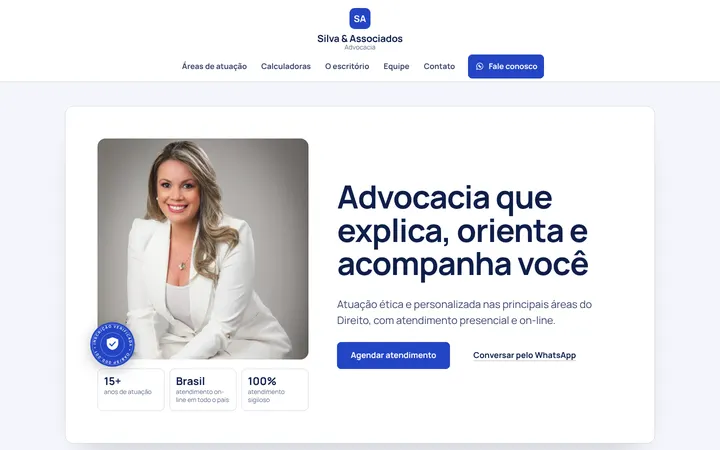 SA
Silva & Associados
Advocacia
Áreas de atuação
Calculadoras
O escritório
Equipe
Contato
Fale conosco
Advocacia que
explica, orienta e
acompanha você
Atuação ética e personalizada nas principais áreas do
Direito, com atendimento presencial e on-line.
Agendar atendimento
Conversar pelo WhatsApp
INSCRIÇÃO VERIFICADA
15+
anos de atuação
Brasil
atendimento on-
line em todo o país
100%
atendimento
sigiloso